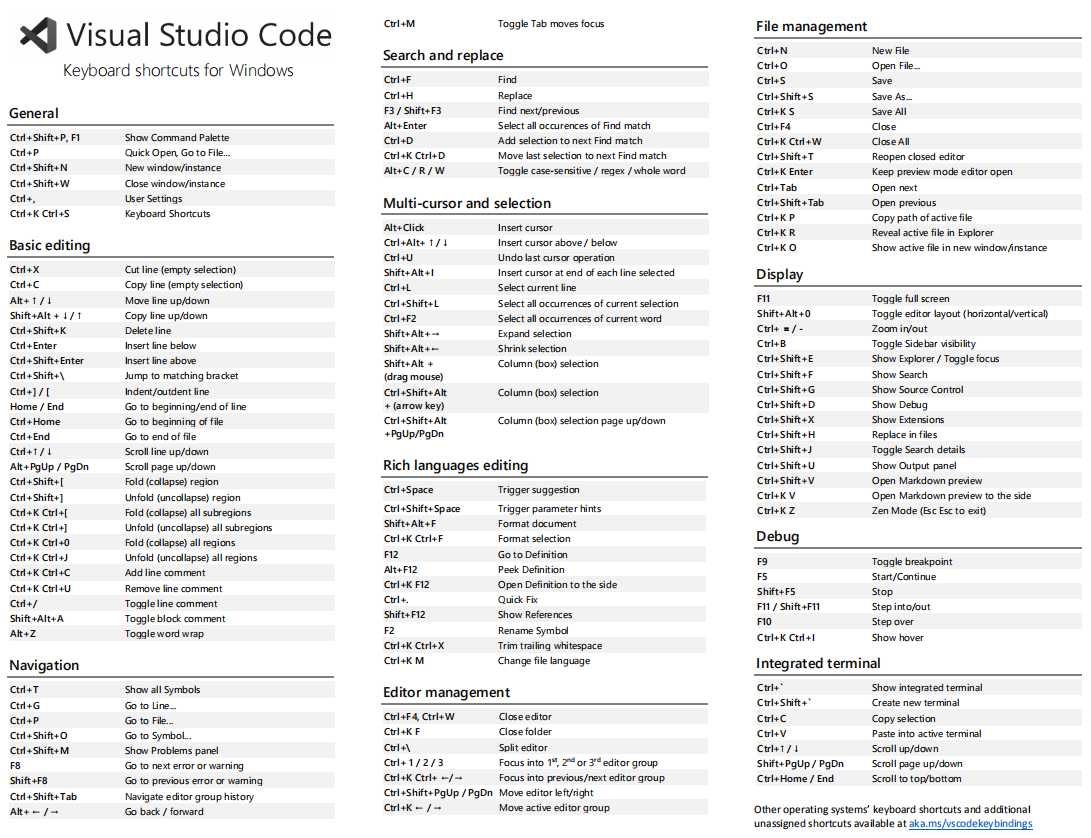 Visual Studio Code
Keyboard shortcuts for Windows
General
Ctrl+Shift+P, F1 Show Command Palette
Ctrl+P Quick Open, Go to File...
Ctrl+Shift+N New window/instance
Ctrl+Shift+W Close window/instance
Ctrl+, User Settings
Ctrl+K Ctrl+S Keyboard Shortcuts
Basic editing
Ctrl+X Cut line (empty selection)
Ctrl+C Copy line (empty selection)
Alt+ ↑ / ↓ Move line up/down
Shift+Alt + ↓ / ↑ Copy line up/down
Ctrl+Shift+K Delete line
Ctrl+Enter Insert line below
Ctrl+Shift+Enter Insert line above
Ctrl+Shift+\ Jump to matching bracket
Ctrl+] / [ Indent/outdent line
Home / End Go to beginning/end of line
Ctrl+Home Go to beginning of file
Ctrl+End Go to end of file
Ctrl+↑ / ↓ Scroll line up/down
Alt+PgUp / PgDn Scroll page up/down
Ctrl+Shift+[ Fold (collapse) region
Ctrl+Shift+] Unfold (uncollapse) region
Ctrl+K Ctrl+[ Fold (collapse) all subregions
Ctrl+K Ctrl+] Unfold (uncollapse) all subregions
Ctrl+K Ctrl+0 Fold (collapse) all regions
Ctrl+K Ctrl+J Unfold (uncollapse) all regions
Ctrl+K Ctrl+C Add line comment
Ctrl+K Ctrl+U Remove line comment
Ctrl+/ Toggle line comment
Shift+Alt+A Toggle block comment
Alt+Z Toggle word wrap
Navigation
Ctrl+T Show all Symbols
Ctrl+G Go to Line...
Ctrl+P Go to File...
Ctrl+Shift+O Go to Symbol...
Ctrl+Shift+M Show Problems panel
F8 Go to next error or warning
Shift+F8 Go to previous error or warning
Ctrl+Shift+Tab Navigate editor group history
Alt+ ← / → Go back / forward
Ctrl+M Toggle Tab moves focus
Search and replace
Ctrl+F Find
Ctrl+H Replace
F3 / Shift+F3 Find next/previous
Alt+Enter Select all occurences of Find match
Ctrl+D Add selection to next Find match
Ctrl+K Ctrl+D Move last selection to next Find match
Alt+C / R / W Toggle case-sensitive / regex / whole word
Multi-cursor and selection
Alt+Click Insert cursor
Ctrl+Alt+ ↑ / ↓ Insert cursor above / below
Ctrl+U Undo last cursor operation
Shift+Alt+I Insert cursor at end of each line selected
Ctrl+L Select current line
Ctrl+Shift+L Select all occurrences of current selection
Ctrl+F2 Select all occurrences of current word
Shift+Alt+→ Expand selection
Shift+Alt+← Shrink selection
Shift+Alt + Column (box) selection
(drag mouse)
Ctrl+Shift+Alt Column (box) selection
+ (arrow key)
Ctrl+Shift+Alt Column (box) selection page up/down
+PgUp/PgDn
Rich languages editing
Ctrl+Space Trigger suggestion
Ctrl+Shift+Space Trigger parameter hints
Shift+Alt+F Format document
Ctrl+K Ctrl+F Format selection
F12 Go to Definition
Alt+F12 Peek Definition
Ctrl+K F12 Open Definition to the side
Ctrl+. Quick Fix
Shift+F12 Show References
F2 Rename Symbol
Ctrl+K Ctrl+X Trim trailing whitespace
Ctrl+K M Change file language
Editor management
Ctrl+F4, Ctrl+W Close editor
Ctrl+K F Close folder
Ctrl+\ Split editor
Ctrl+ 1 / 2 / 3 Focus into 1st, 2nd or 3rd editor group
Ctrl+K Ctrl+ ←/→ Focus into previous/next editor group
Ctrl+Shift+PgUp / PgDn Move editor left/right
Ctrl+K ← / → Move active editor group
File management
Ctrl+N New File
Ctrl+O Open File...
Ctrl+S Save
Ctrl+Shift+S Save As...
Ctrl+K S Save All
Ctrl+F4 Close
Ctrl+K Ctrl+W Close All
Ctrl+Shift+T Reopen closed editor
Ctrl+K Enter Keep preview mode editor open
Ctrl+Tab Open next
Ctrl+Shift+Tab Open previous
Ctrl+K P Copy path of active file
Ctrl+K R Reveal active file in Explorer
Ctrl+K O Show active file in new window/instance
Display
F11 Toggle full screen
Shift+Alt+0 Toggle editor layout (horizontal/vertical)
Ctrl+ = / - Zoom in/out
Ctrl+B Toggle Sidebar visibility
Ctrl+Shift+E Show Explorer / Toggle focus
Ctrl+Shift+F Show Search
Ctrl+Shift+G Show Source Control
Ctrl+Shift+D Show Debug
Ctrl+Shift+X Show Extensions
Ctrl+Shift+H Replace in files
Ctrl+Shift+J Toggle Search details
Ctrl+Shift+U Show Output panel
Ctrl+Shift+V Open Markdown preview
Ctrl+K V Open Markdown preview to the side
Ctrl+K Z Zen Mode (Esc Esc to exit)
Debug
F9 Toggle breakpoint
F5 Start/Continue
Shift+F5 Stop
F11 / Shift+F11 Step into/out
F10 Step over
Ctrl+K Ctrl+I Show hover
Integrated terminal
Ctrl+` Show integrated terminal
Ctrl+Shift+` Create new terminal
Ctrl+C Copy selection
Ctrl+V Paste into active terminal
Ctrl+↑ / ↓ Scroll up/down
Shift+PgUp / PgDn Scroll page up/down
Ctrl+Home / End Scroll to top/bottom
Other operating systems' keyboard shortcuts and additional
unassigned shortcuts available at aka.ms/vscodekeybindings